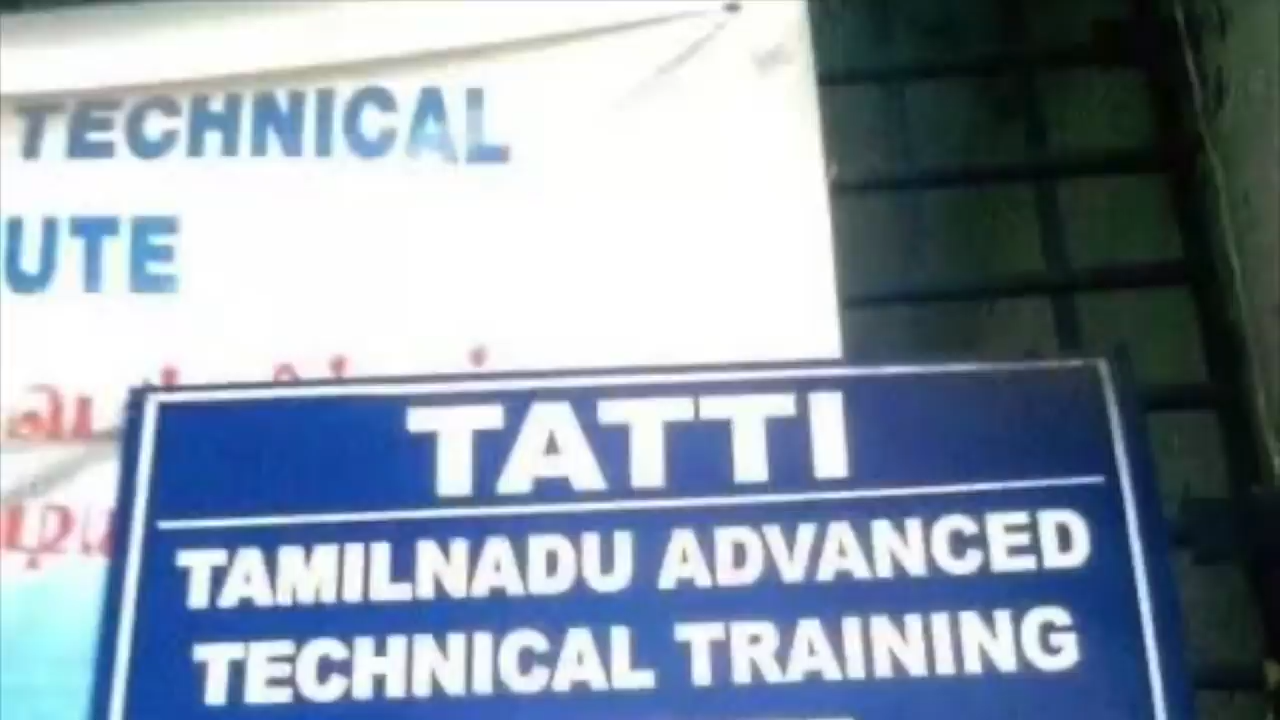 TECHNICAL
UTE
TATTI
TAMILNADU ADVANCED
TECHNICAL TRAINING